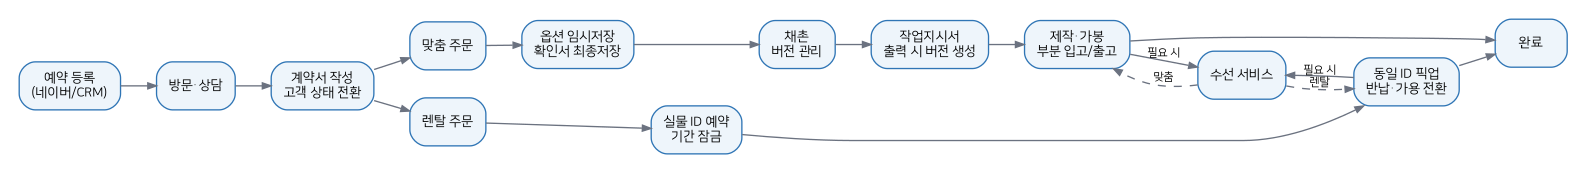 예약 등록
(네이버/CRM)
방문· 상담
계약서 작성
고객 상태 전환
맞춤 주문
렌탈 주문
옵션 임시저장
확인서 최종저장
실물 ID 예약
기간 잠금
채촌
버전 관리
작업지시서
출력 시 버전 생성
제작·가봉
부분 입고/출고
필요 시
맞춤
수선 서비스
필요 시
렌탈
동일 ID 픽업
반납·가용 전환
완료